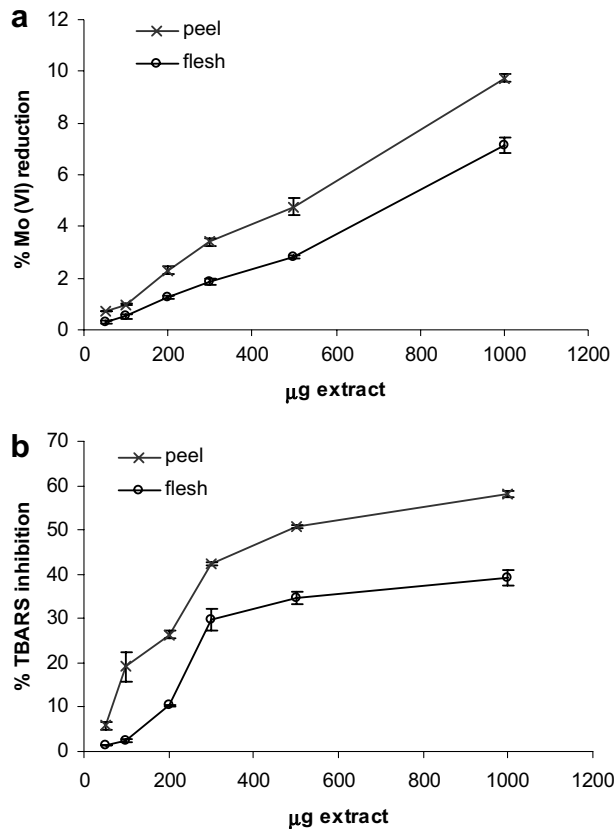 a
peel
flesh
12
10
8
6
4
2
0
% Mo (VI) reduction
0 200 400 600 800 1000 1200
μg extract
b
peel
flesh
70
60
50
40
30
20
10
0
% TBARS inhibition
0 200 400 600 800 1000 1200
μg extract